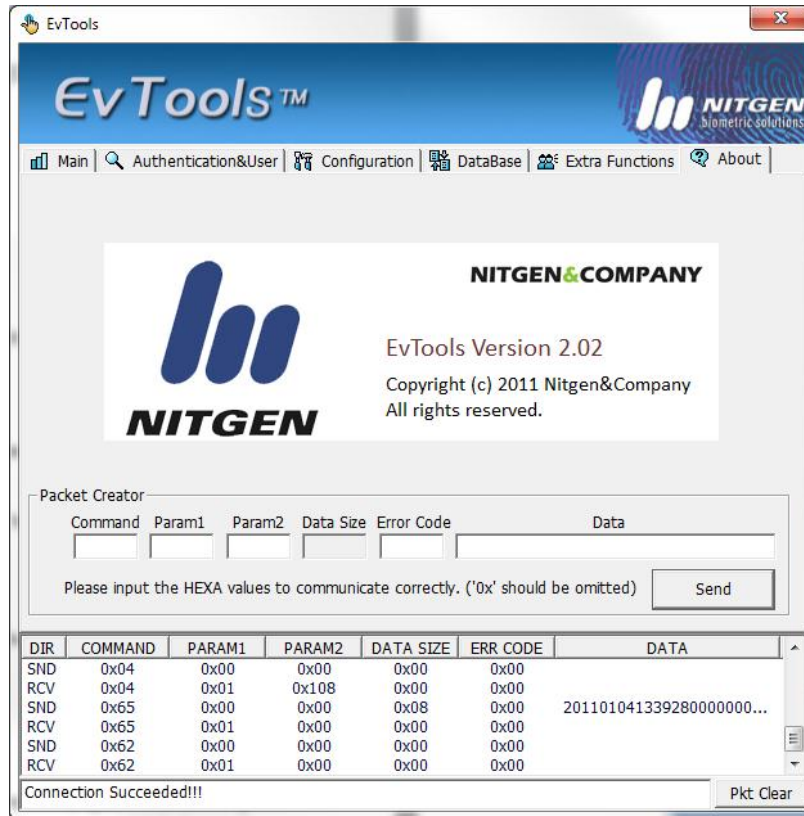 EvTools
EvTools™
NITGEN
biometric solutions
Main Authentication&User Configuration DataBase Extra Functions About
NITGEN&COMPANY
NITGEN
EvTools Version 2.02
Copyright (c) 2011 Nitgen&Company
All rights reserved.
Packet Creator
Command Param1 Param2 Data Size Error Code Data
Please input the HEXA values to communicate correctly. ('0x' should be omitted) Send
DIR COMMAND PARAM1 PARAM2 DATA SIZE ERR CODE DATA
SND 0x04 0x00 0x00 0x00 0x00
RCV 0x04 0x01 0x108 0x00 0x00
SND 0x65 0x00 0x00 0x08 0x00 201101041339280000000...
RCV 0x65 0x01 0x00 0x00 0x00
SND 0x62 0x00 0x00 0x00 0x00
RCV 0x62 0x01 0x00 0x00 0x00
Connection Succeeded!!! Pkt Clear